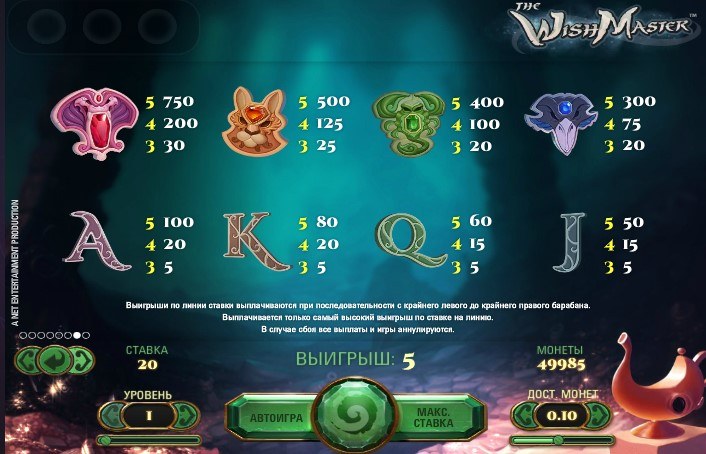 THE
WISHMASTER™
5 750
4 200
3 30
5 500
4 125
3 25
5 400
4 100
3 20
5 300
4 75
3 20
A
5 100
4 20
3 5
K
5 80
4 20
3 5
Q
5 60
4 15
3 5
J
5 50
4 15
3 5
A NET ENTERTAINMENT PRODUCTION
Выигрыши по линии ставки выплачиваются при последовательности с крайнего левого до крайнего правого барабана.
Выплачивается только самый высокий выигрыш по ставке на линию.
В случае сбоя все выплаты и игры аннулируются.
СТАВКА
20
ВЫИГРЫШ: 5
МОНЕТЫ
49985
УРОВЕНЬ
1
АВТОИГРА
МАКС.
СТАВКА
ДОСТ. МОНЕТ
0.10